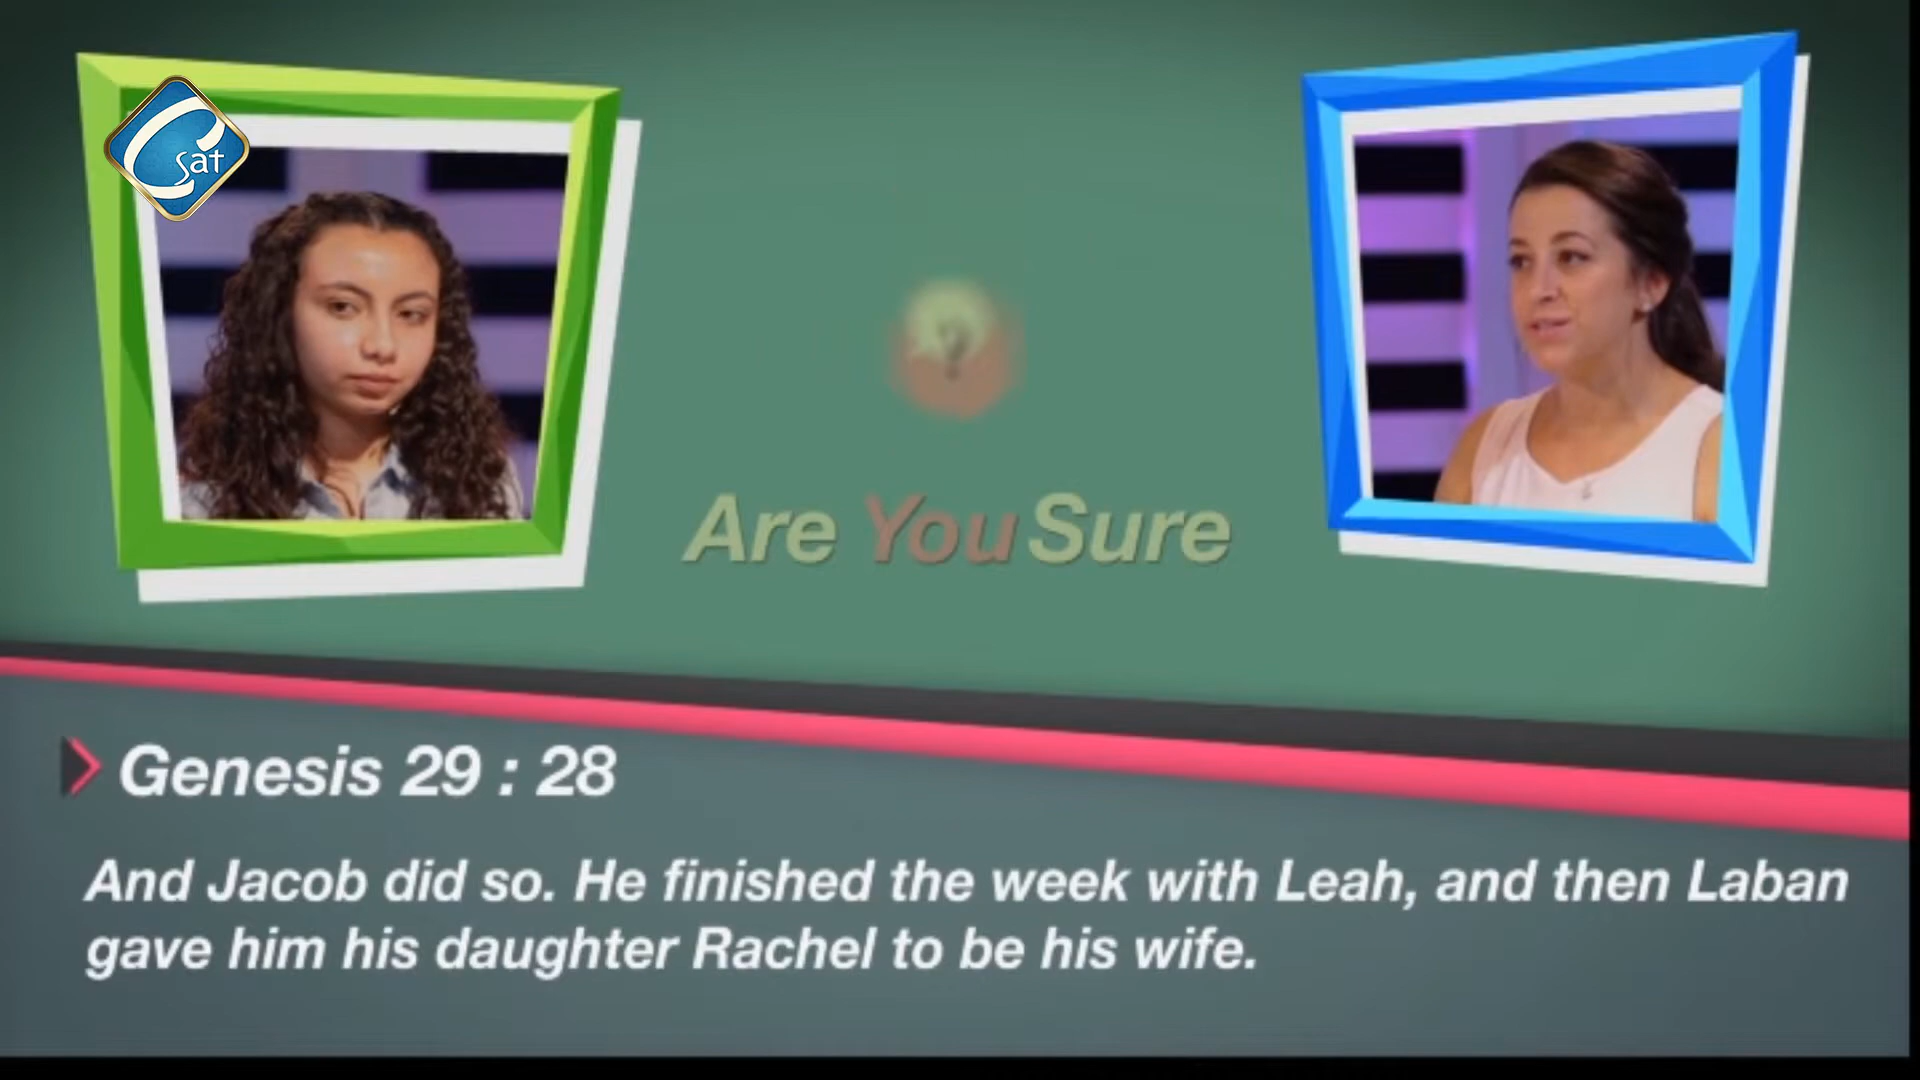 C sat
?
Are You Sure
Genesis 29 : 28
And Jacob did so. He finished the week with Leah, and then Laban
gave him his daughter Rachel to be his wife.